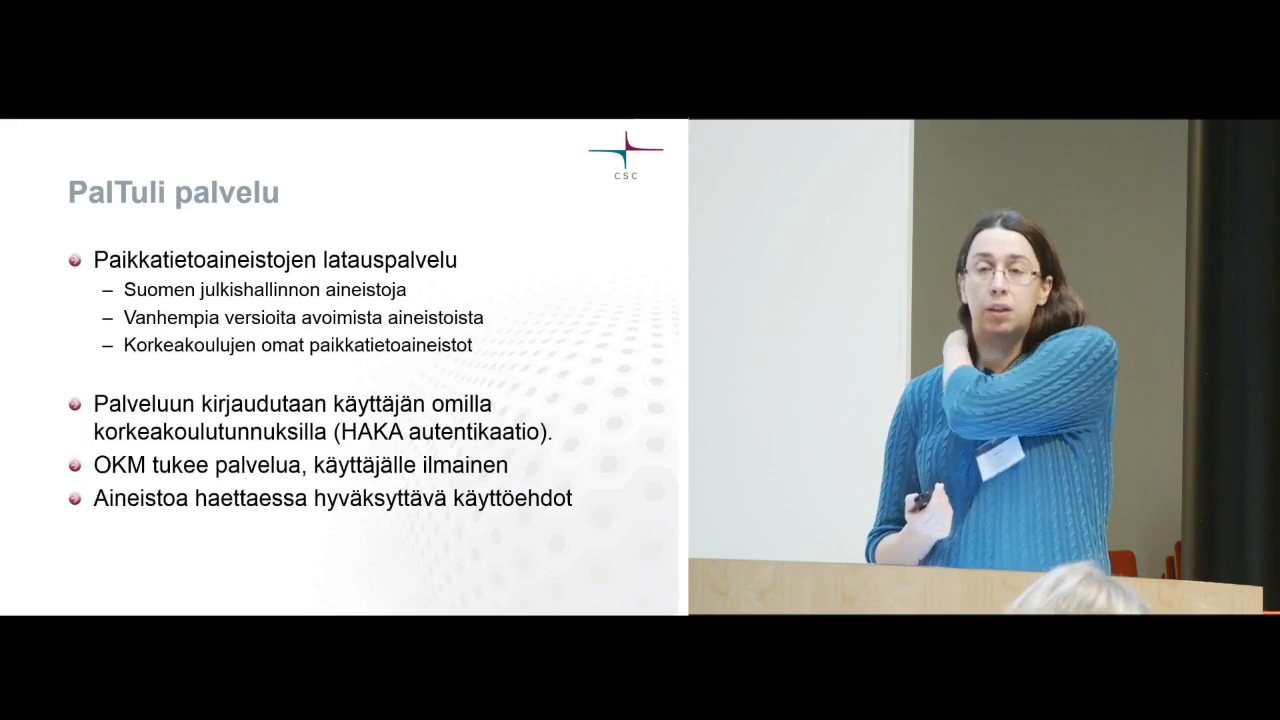 CSC
PalTuli palvelu
Paikkatietoaineistojen latauspalvelu
– Suomen julkishallinnon aineistoja
– Vanhempia versioita avoimista aineistoista
– Korkeakoulujen omat paikkatietoaineistot
Palveluun kirjaudutaan käyttäjän omilla
korkeakoulutunnuksilla (HAKA autentikaatio).
OKM tukee palvelua, käyttäjälle ilmainen
Aineistoa haettaessa hyväksyttävä käyttöehdot